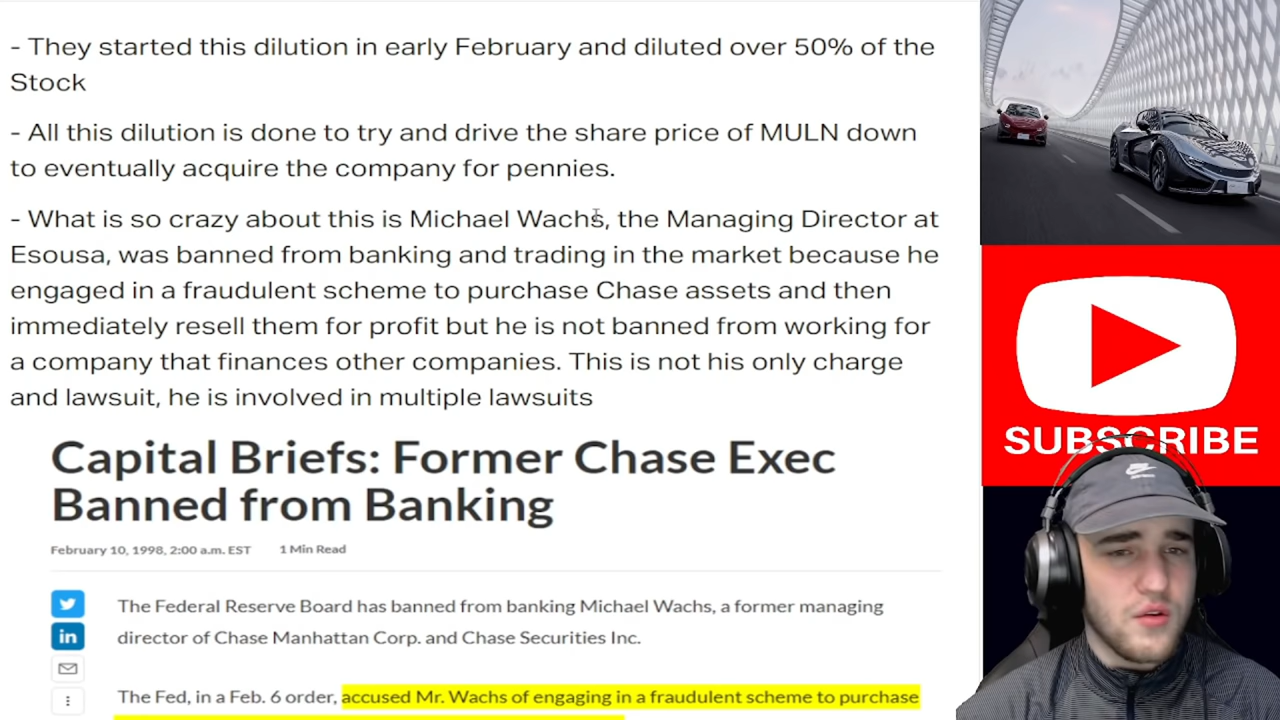 - They started this dilution in early February and diluted over 50% of the
Stock
- All this dilution is done to try and drive the share price of MULN down
to eventually acquire the company for pennies.
- What is so crazy about this is Michael Wachs, the Managing Director at
Esousa, was banned from banking and trading in the market because he
engaged in a fraudulent scheme to purchase Chase assets and then
immediately resell them for profit but he is not banned from working for
a company that finances other companies. This is not his only charge
and lawsuit, he is involved in multiple lawsuits
Capital Briefs: Former Chase Exec
Banned from Banking
February 10, 1998, 2:00 a.m. EST 1 Min Read
The Federal Reserve Board has banned from banking Michael Wachs, a former managing
director of Chase Manhattan Corp. and Chase Securities Inc.
The Fed, in a Feb. 6 order, accused Mr. Wachs of engaging in a fraudulent scheme to purchase
in
SUBSCRIBE